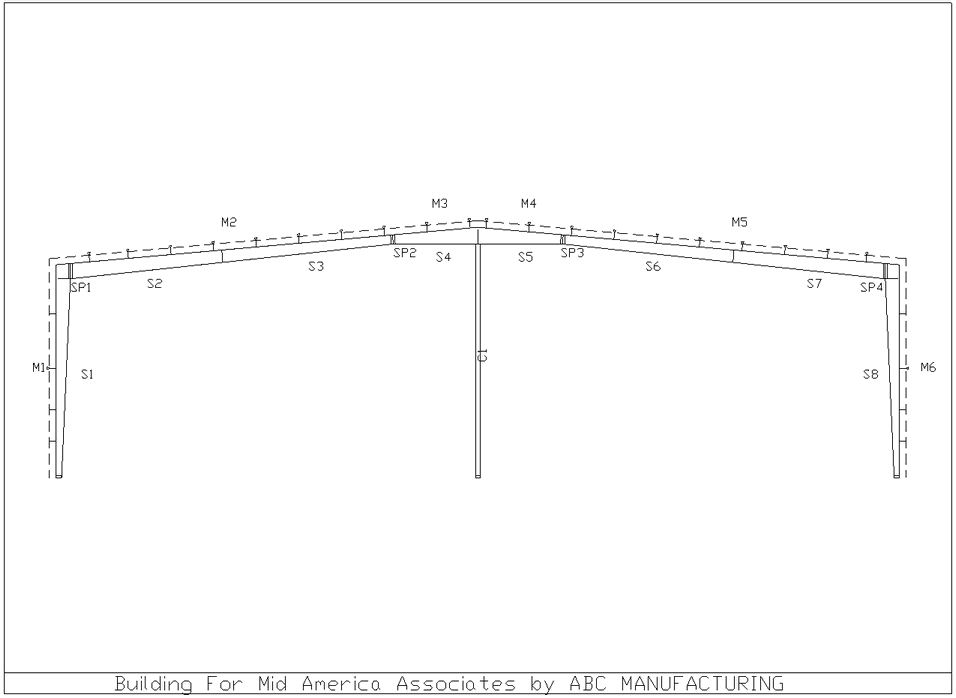 M3 M4
M2 M5
SP2 S4 S5 SP3
S3 S6
SP1 S2 S7 SP4
C1
M1 S1 S8 M6
Building For Mid America Associates by ABC MANUFACTURING